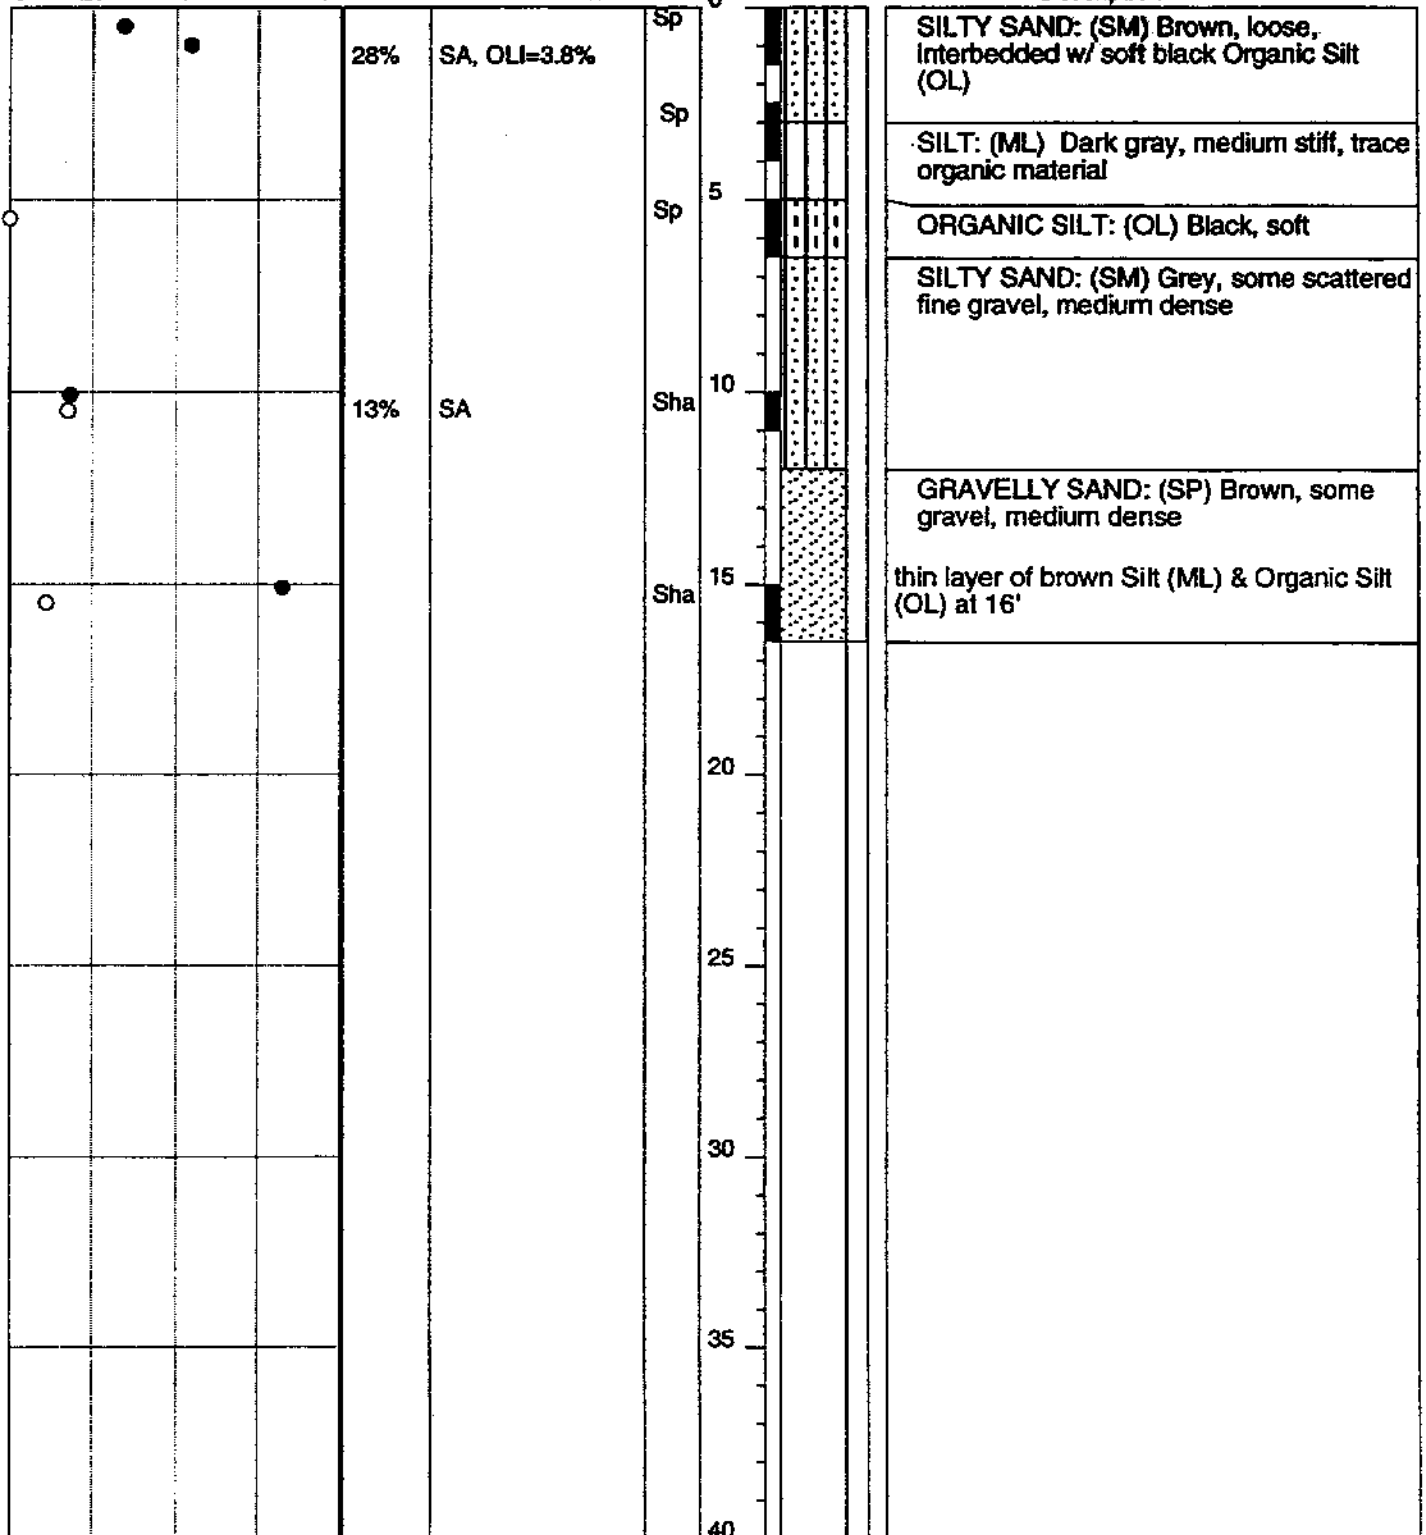 Sp
SILTY SAND: (SM) Brown, loose,
interbedded w/ soft black Organic Silt
(OL)
28% SA, OLI=3.8%
Sp
SILT: (ML) Dark gray, medium stiff, trace
organic material
5
Sp
ORGANIC SILT: (OL) Black, soft
SILTY SAND: (SM) Grey, some scattered
fine gravel, medium dense
10
13% SA Sha
GRAVELLY SAND: (SP) Brown, some
gravel, medium dense
15
Sha
thin layer of brown Silt (ML) & Organic Silt
(OL) at 16'
20
25
30
35
40